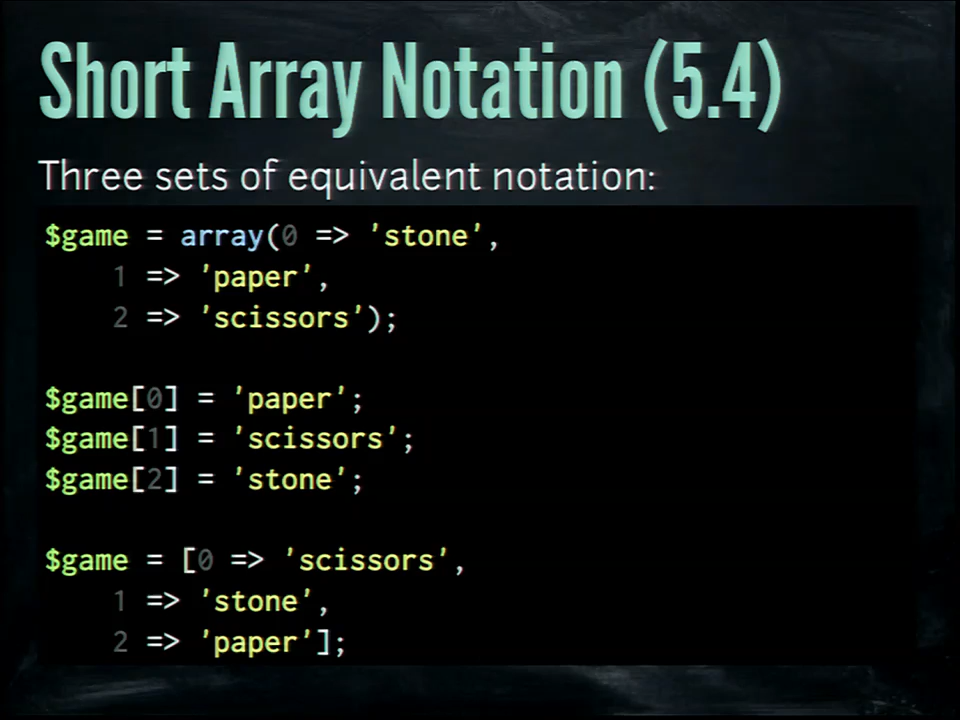 Short Array Notation (5.4)
Three sets of equivalent notation:
$game = array(0 => 'stone',
    1 => 'paper',
    2 => 'scissors');

$game[0] = 'paper';
$game[1] = 'scissors';
$game[2] = 'stone';

$game = [0 => 'scissors',
    1 => 'stone',
    2 => 'paper'];